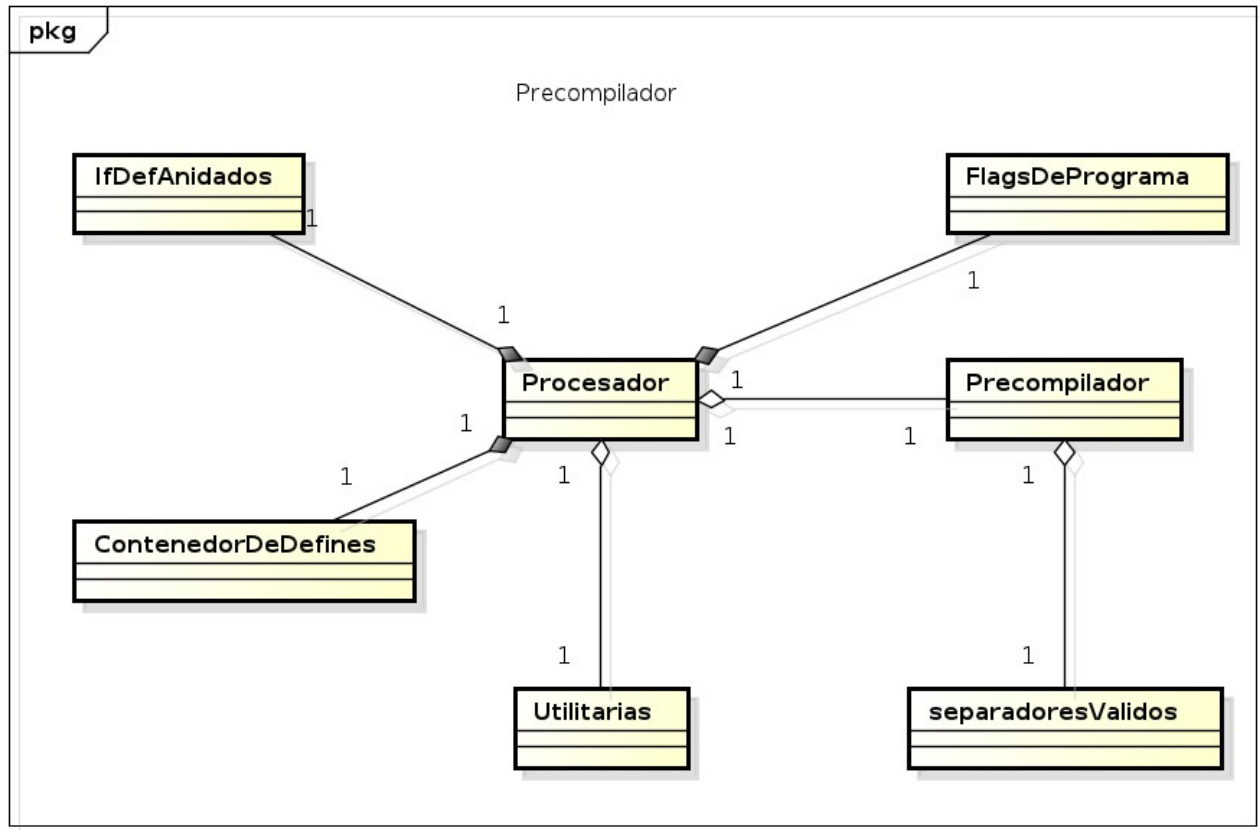 pkg
Precompilador
IfDefAnidados
FlagsDePrograma
1
1
1
Procesador
1
Precompilador
1
1
1
1
1
1
ContenedorDeDefines
1
1
Utilitarias
separadoresValidos